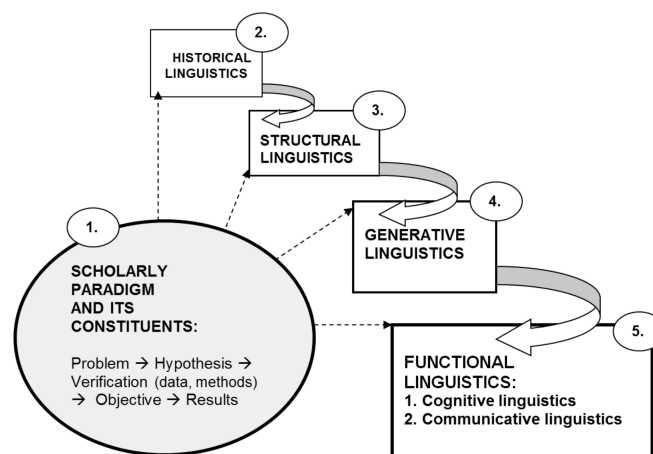 2.
HISTORICAL
LINGUISTICS
3.
STRUCTURAL
LINGUISTICS
4.
GENERATIVE
LINGUISTICS
1.
SCHOLARLY
PARADIGM
AND ITS
CONSTITUENTS:
Problem → Hypothesis →
Verification (data, methods)
→ Objective → Results
5.
FUNCTIONAL
LINGUISTICS:
1. Cognitive linguistics
2. Communicative linguistics